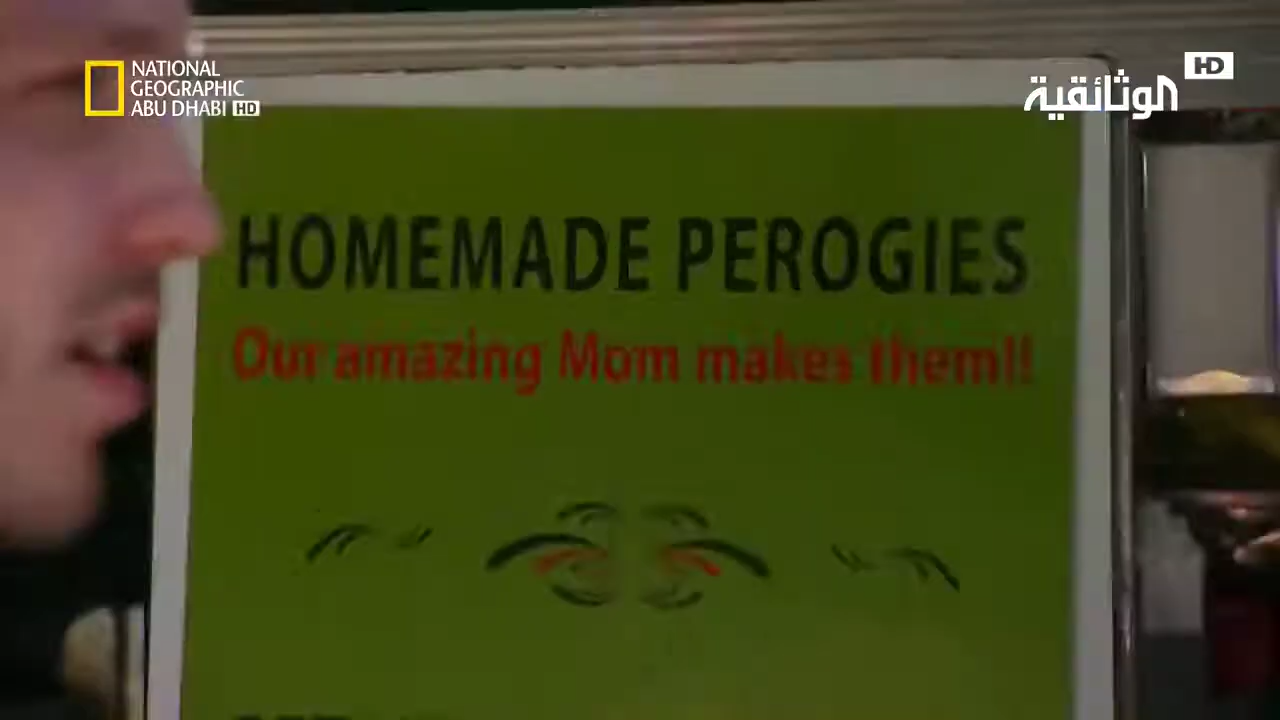 NATIONAL
GEOGRAPHIC
ABU DHABI HD
الوثائقية HD
HOMEMADE PEROGIES
Our amazing Mom makes them!!